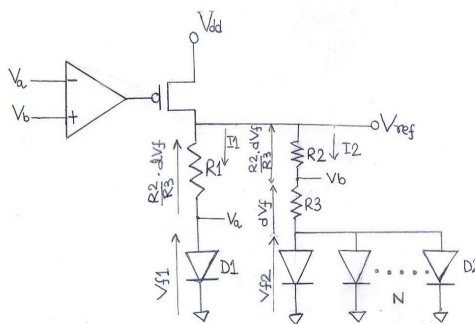 Vdd
Va
Vb
-
+
Vref
I1
I2
R2/R3 · dVf
R1
R2·dVf/R3
R2
Vb
dVf
R3
Va
Vf1
D1
Vf2
D2
N